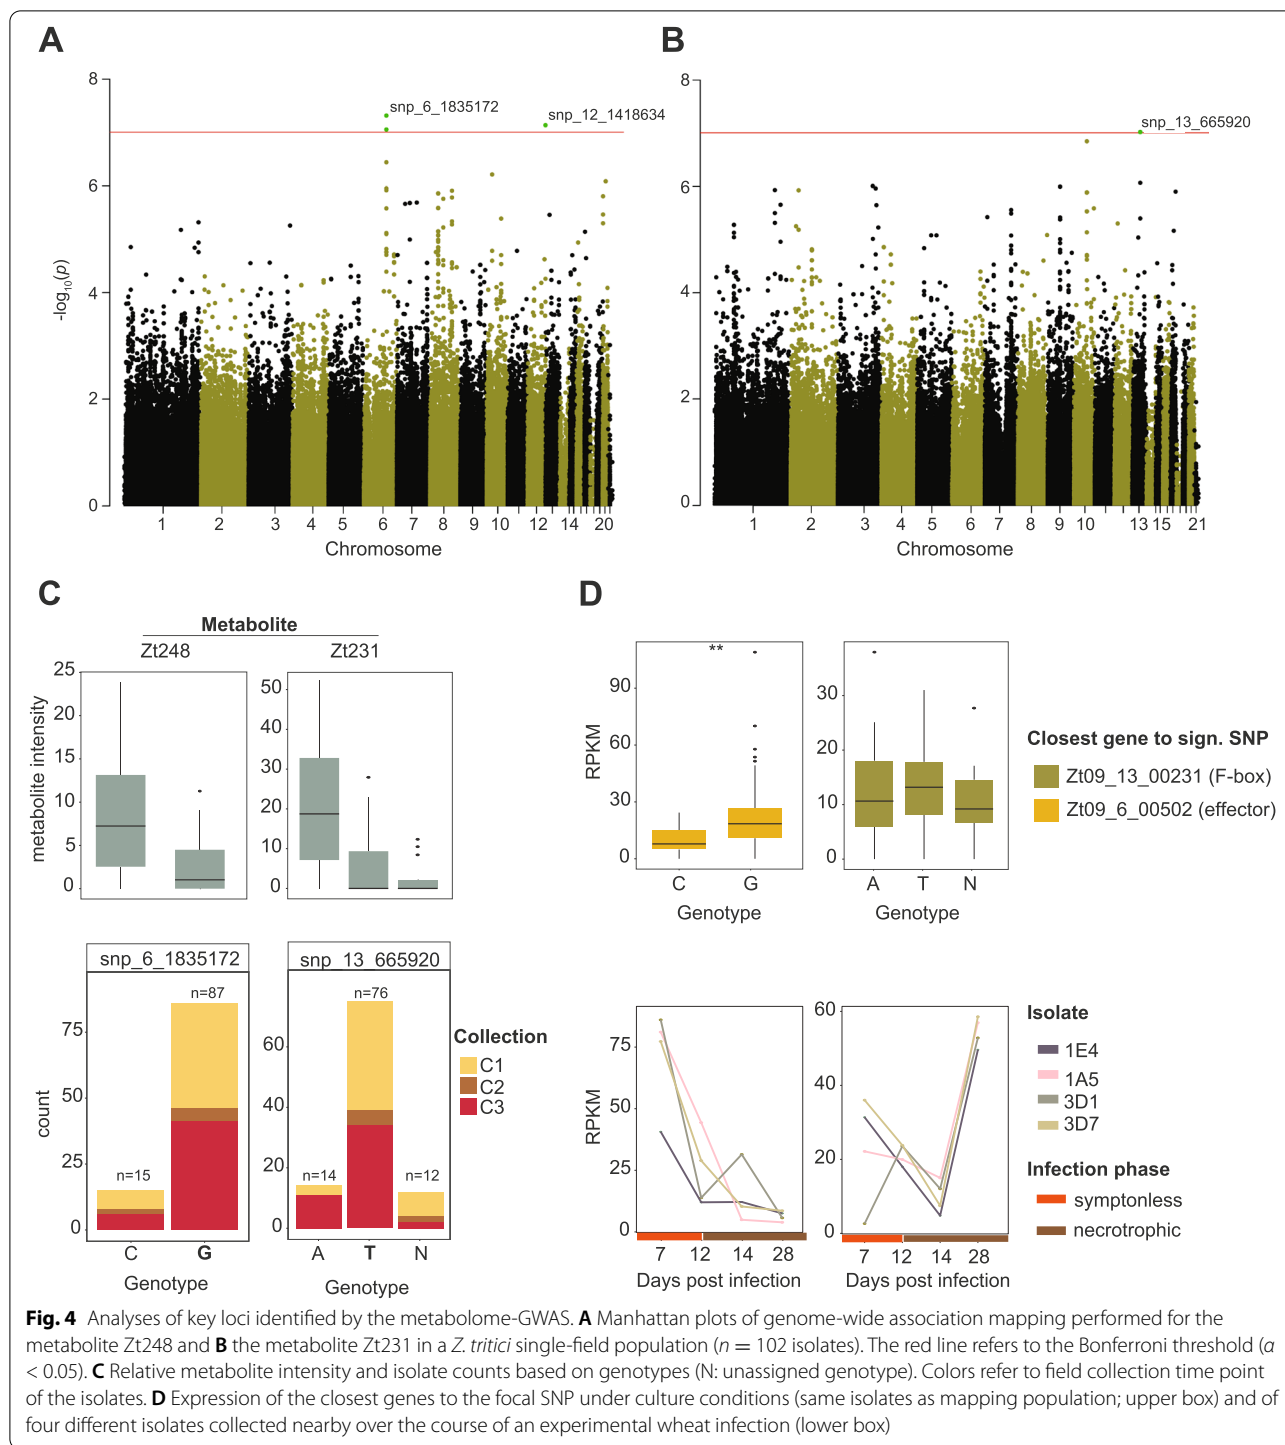 A
8
6
4
2
0
-log10(p)
snp_6_1835172
snp_12_1418634
1 2 3 4 5 6 7 8 9 10 12 14 20
Chromosome
B
8
6
4
2
0
snp_13_665920
1 2 3 4 5 6 7 8 9 10 13 15 21
Chromosome
C
Metabolite
Zt248 Zt231
metabolite intensity
25
20
15
10
5
0
50
40
30
20
10
0
snp_6_1835172 snp_13_665920
count
75
50
25
0
n=15
n=87
C G
Genotype
60
40
20
0
n=14
n=76
n=12
A T N
Genotype
Collection
C1
C2
C3
D
RPKM
90
60
30
0
**
C G
Genotype
30
20
10
0
A T N
Genotype
Closest gene to sign. SNP
Zt09_13_00231 (F-box)
Zt09_6_00502 (effector)
RPKM
75
50
25
0
7 12 14 28
Days post infection
60
40
20
0
7 12 14 28
Days post infection
Isolate
1E4
1A5
3D1
3D7
Infection phase
symptonless
necrotrophic
Fig. 4 Analyses of key loci identified by the metabolome-GWAS. A Manhattan plots of genome-wide association mapping performed for the
metabolite Zt248 and B the metabolite Zt231 in a Z. tritici single-field population (n = 102 isolates). The red line refers to the Bonferroni threshold (α
< 0.05). C Relative metabolite intensity and isolate counts based on genotypes (N: unassigned genotype). Colors refer to field collection time point
of the isolates. D Expression of the closest genes to the focal SNP under culture conditions (same isolates as mapping population; upper box) and of
four different isolates collected nearby over the course of an experimental wheat infection (lower box)